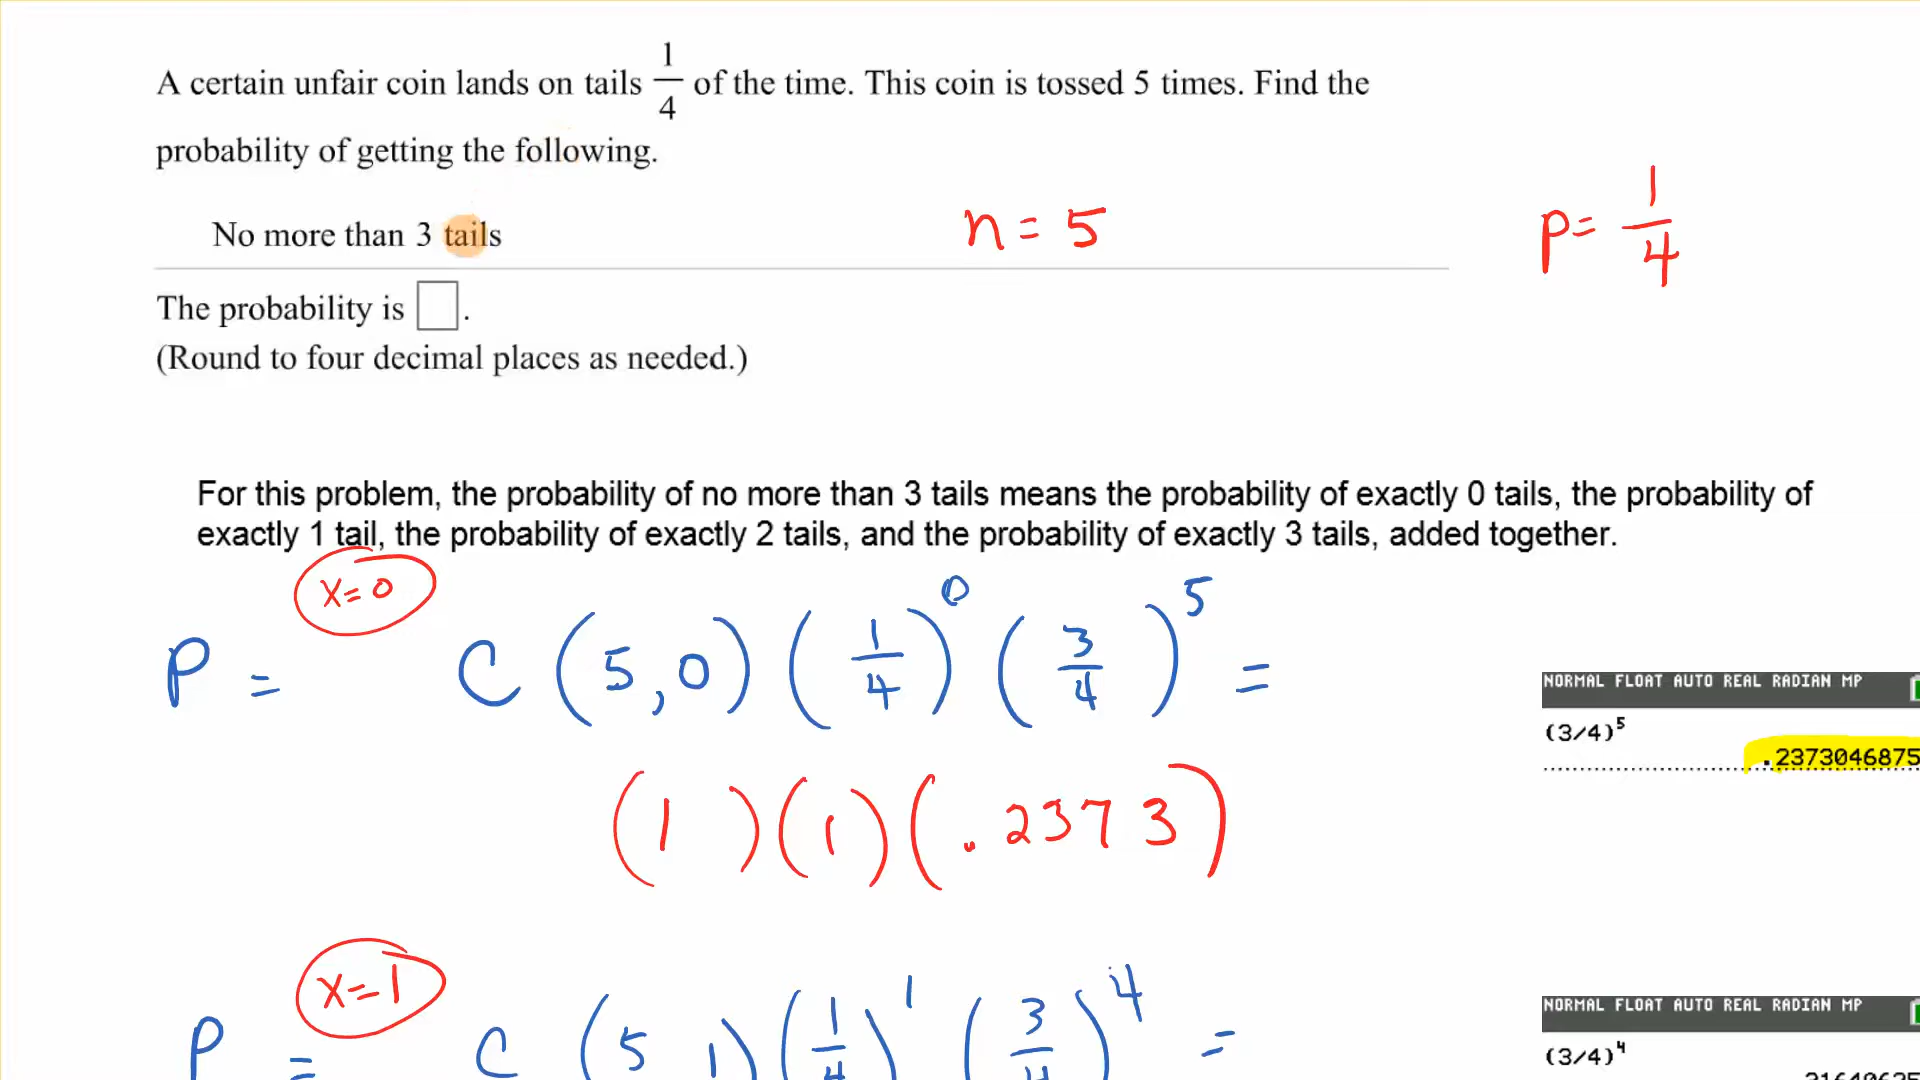 A certain unfair coin lands on tails 1/4 of the time. This coin is tossed 5 times. Find the
probability of getting the following.
No more than 3 tails
n = 5
p = 1/4
The probability is □.
(Round to four decimal places as needed.)
For this problem, the probability of no more than 3 tails means the probability of exactly 0 tails, the probability of
exactly 1 tail, the probability of exactly 2 tails, and the probability of exactly 3 tails, added together.
x=0
P = C(5,0)(1/4)^0(3/4)^5 =
NORMAL FLOAT AUTO REAL RADIAN MP
(3/4)^5
.2373046875
(1)(1)(.2373)
x=1
P = C(5 1)(1/4)^1(3/4)^4 =
NORMAL FLOAT AUTO REAL RADIAN MP
(3/4)^4